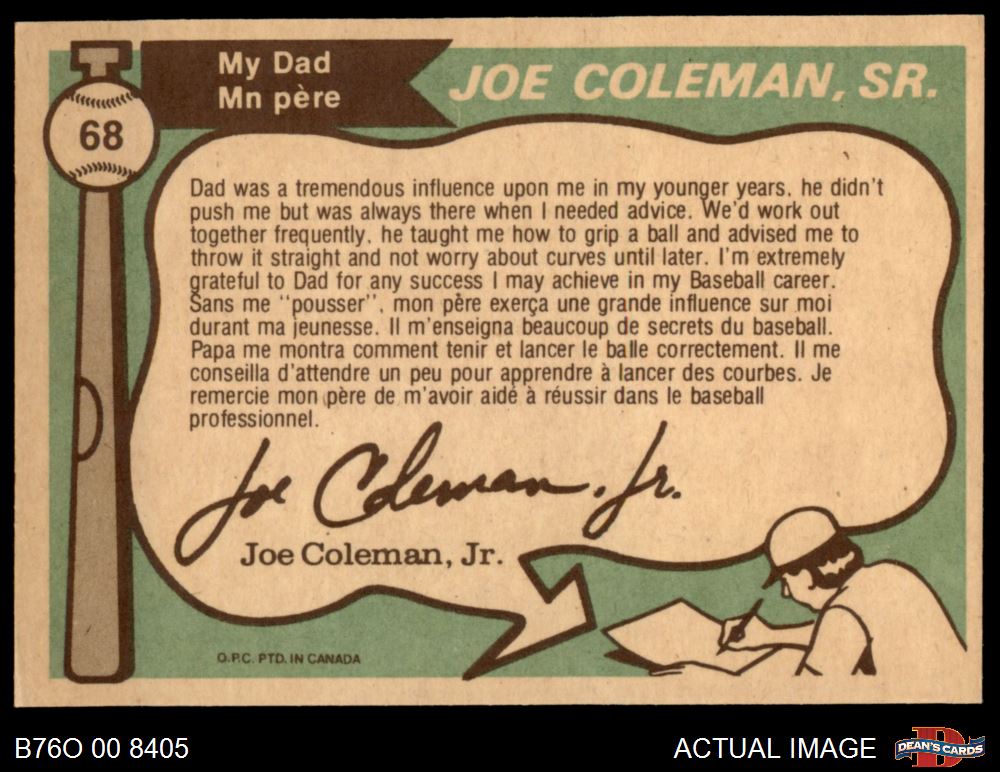 My Dad
Mn père
JOE COLEMAN, SR.
68
Dad was a tremendous influence upon me in my younger years, he didn't
push me but was always there when I needed advice. We'd work out
together frequently, he taught me how to grip a ball and advised me to
throw it straight and not worry about curves until later. I'm extremely
grateful to Dad for any success I may achieve in my Baseball career.
Sans me "pousser", mon père exerça une grande influence sur moi
durant ma jeunesse. Il m'enseigna beaucoup de secrets du baseball.
Papa me montra comment tenir et lancer le balle correctement. Il me
conseilla d'attendre un peu pour apprendre à lancer des courbes. Je
remercie mon père de m'avoir aidé à réussir dans le baseball
professionnel.
Joe Coleman, Jr.
Joe Coleman, Jr.
O.P.C. PTD. IN CANADA
B76O 00 8405
ACTUAL IMAGE
D
DEAN'S CARDS